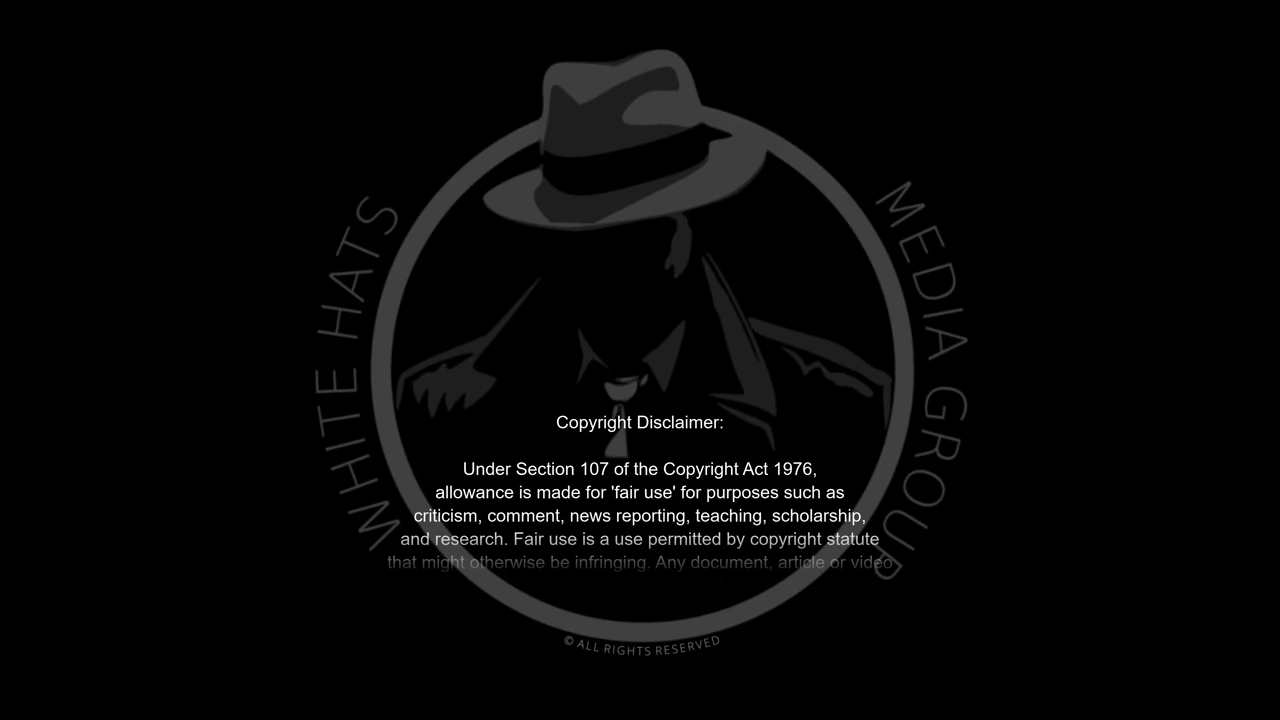 WHITE HATS
MEDIA GROUP
Copyright Disclaimer:
Under Section 107 of the Copyright Act 1976,
allowance is made for 'fair use' for purposes such as
criticism, comment, news reporting, teaching, scholarship,
and research. Fair use is a use permitted by copyright statute
that might otherwise be infringing. Any document, article or video
© ALL RIGHTS RESERVED